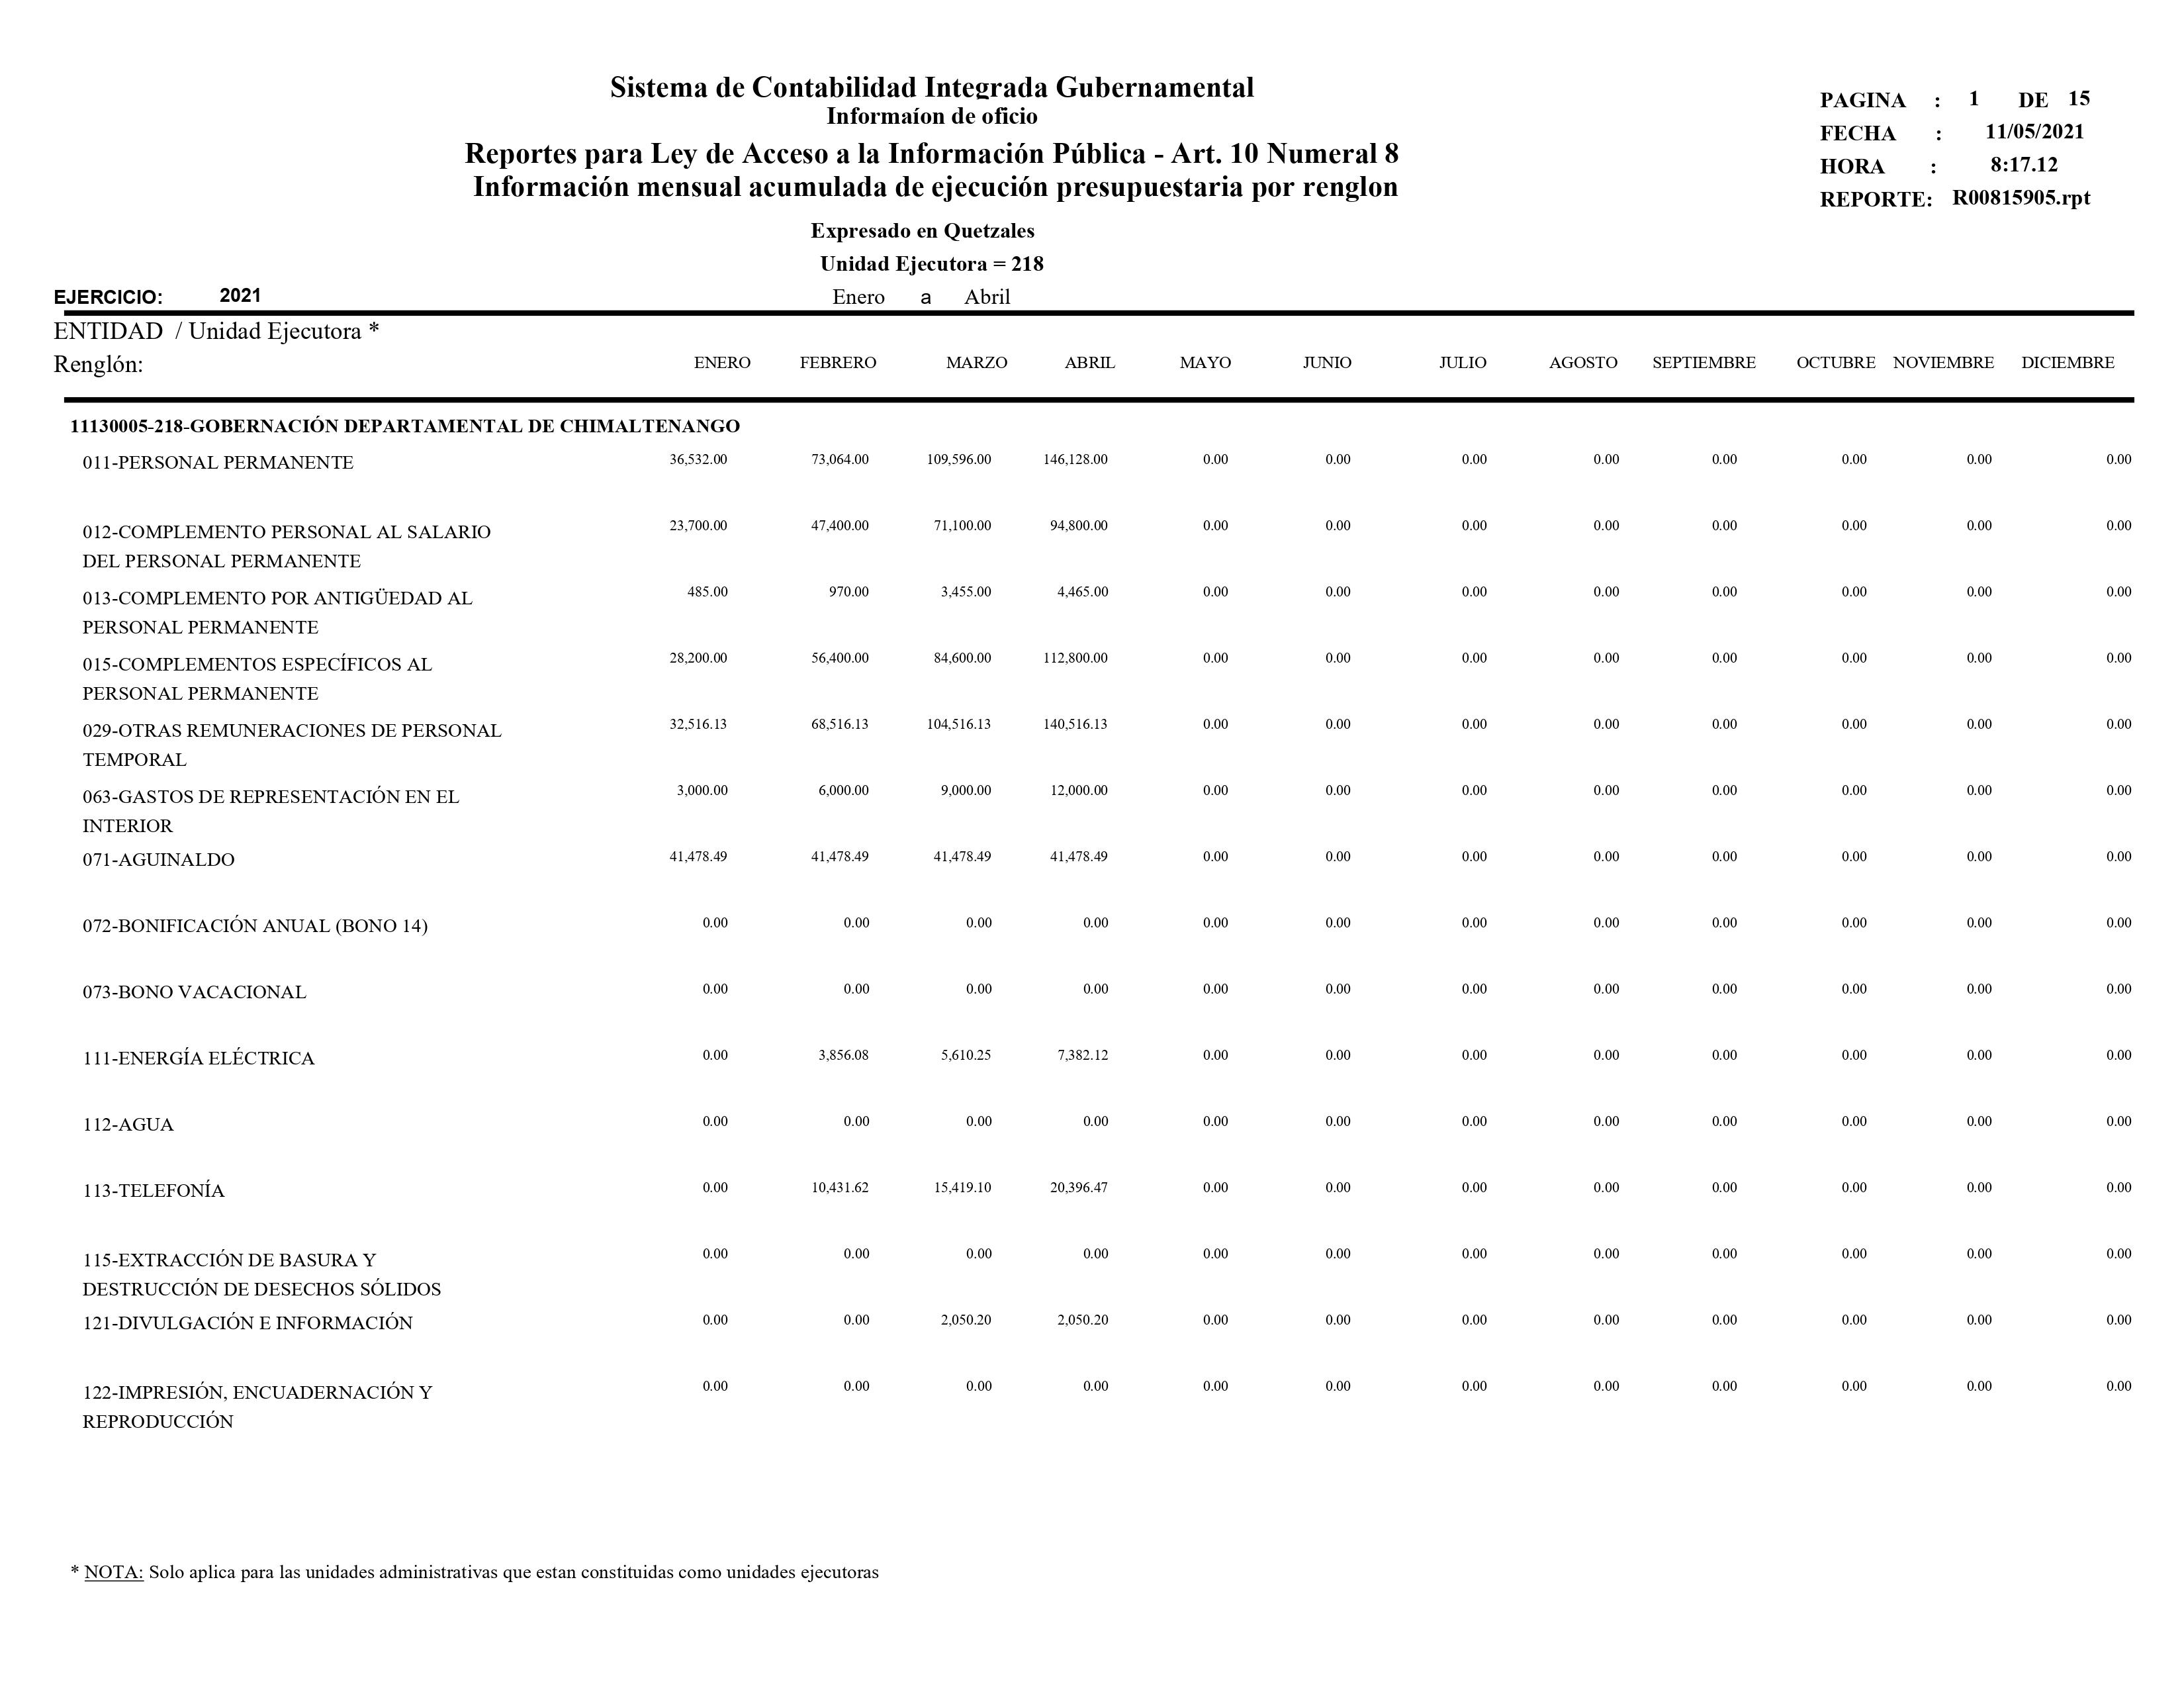 Sistema de Contabilidad Integrada Gubernamental
Informaíon de oficio
Reportes para Ley de Acceso a la Información Pública - Art. 10 Numeral 8
Información mensual acumulada de ejecución presupuestaria por renglon
Expresado en Quetzales
Unidad Ejecutora = 218
PAGINA : 1 DE 15
FECHA : 11/05/2021
HORA : 8:17.12
REPORTE: R00815905.rpt
EJERCICIO: 2021 Enero a Abril
ENTIDAD / Unidad Ejecutora *
Renglón: ENERO FEBRERO MARZO ABRIL MAYO JUNIO JULIO AGOSTO SEPTIEMBRE OCTUBRE NOVIEMBRE DICIEMBRE
11130005-218-GOBERNACIÓN DEPARTAMENTAL DE CHIMALTENANGO
011-PERSONAL PERMANENTE 36,532.00 73,064.00 109,596.00 146,128.00 0.00 0.00 0.00 0.00 0.00 0.00 0.00 0.00
012-COMPLEMENTO PERSONAL AL SALARIO 23,700.00 47,400.00 71,100.00 94,800.00 0.00 0.00 0.00 0.00 0.00 0.00 0.00 0.00
DEL PERSONAL PERMANENTE
013-COMPLEMENTO POR ANTIGÜEDAD AL 485.00 970.00 3,455.00 4,465.00 0.00 0.00 0.00 0.00 0.00 0.00 0.00 0.00
PERSONAL PERMANENTE
015-COMPLEMENTOS ESPECÍFICOS AL 28,200.00 56,400.00 84,600.00 112,800.00 0.00 0.00 0.00 0.00 0.00 0.00 0.00 0.00
PERSONAL PERMANENTE
029-OTRAS REMUNERACIONES DE PERSONAL 32,516.13 68,516.13 104,516.13 140,516.13 0.00 0.00 0.00 0.00 0.00 0.00 0.00 0.00
TEMPORAL
063-GASTOS DE REPRESENTACIÓN EN EL 3,000.00 6,000.00 9,000.00 12,000.00 0.00 0.00 0.00 0.00 0.00 0.00 0.00 0.00
INTERIOR
071-AGUINALDO 41,478.49 41,478.49 41,478.49 41,478.49 0.00 0.00 0.00 0.00 0.00 0.00 0.00 0.00
072-BONIFICACIÓN ANUAL (BONO 14) 0.00 0.00 0.00 0.00 0.00 0.00 0.00 0.00 0.00 0.00 0.00 0.00
073-BONO VACACIONAL 0.00 0.00 0.00 0.00 0.00 0.00 0.00 0.00 0.00 0.00 0.00 0.00
111-ENERGÍA ELÉCTRICA 0.00 3,856.08 5,610.25 7,382.12 0.00 0.00 0.00 0.00 0.00 0.00 0.00 0.00
112-AGUA 0.00 0.00 0.00 0.00 0.00 0.00 0.00 0.00 0.00 0.00 0.00 0.00
113-TELEFONÍA 0.00 10,431.62 15,419.10 20,396.47 0.00 0.00 0.00 0.00 0.00 0.00 0.00 0.00
115-EXTRACCIÓN DE BASURA Y 0.00 0.00 0.00 0.00 0.00 0.00 0.00 0.00 0.00 0.00 0.00 0.00
DESTRUCCIÓN DE DESECHOS SÓLIDOS
121-DIVULGACIÓN E INFORMACIÓN 0.00 0.00 2,050.20 2,050.20 0.00 0.00 0.00 0.00 0.00 0.00 0.00 0.00
122-IMPRESIÓN, ENCUADERNACIÓN Y 0.00 0.00 0.00 0.00 0.00 0.00 0.00 0.00 0.00 0.00 0.00 0.00
REPRODUCCIÓN
* NOTA: Solo aplica para las unidades administrativas que estan constituidas como unidades ejecutoras